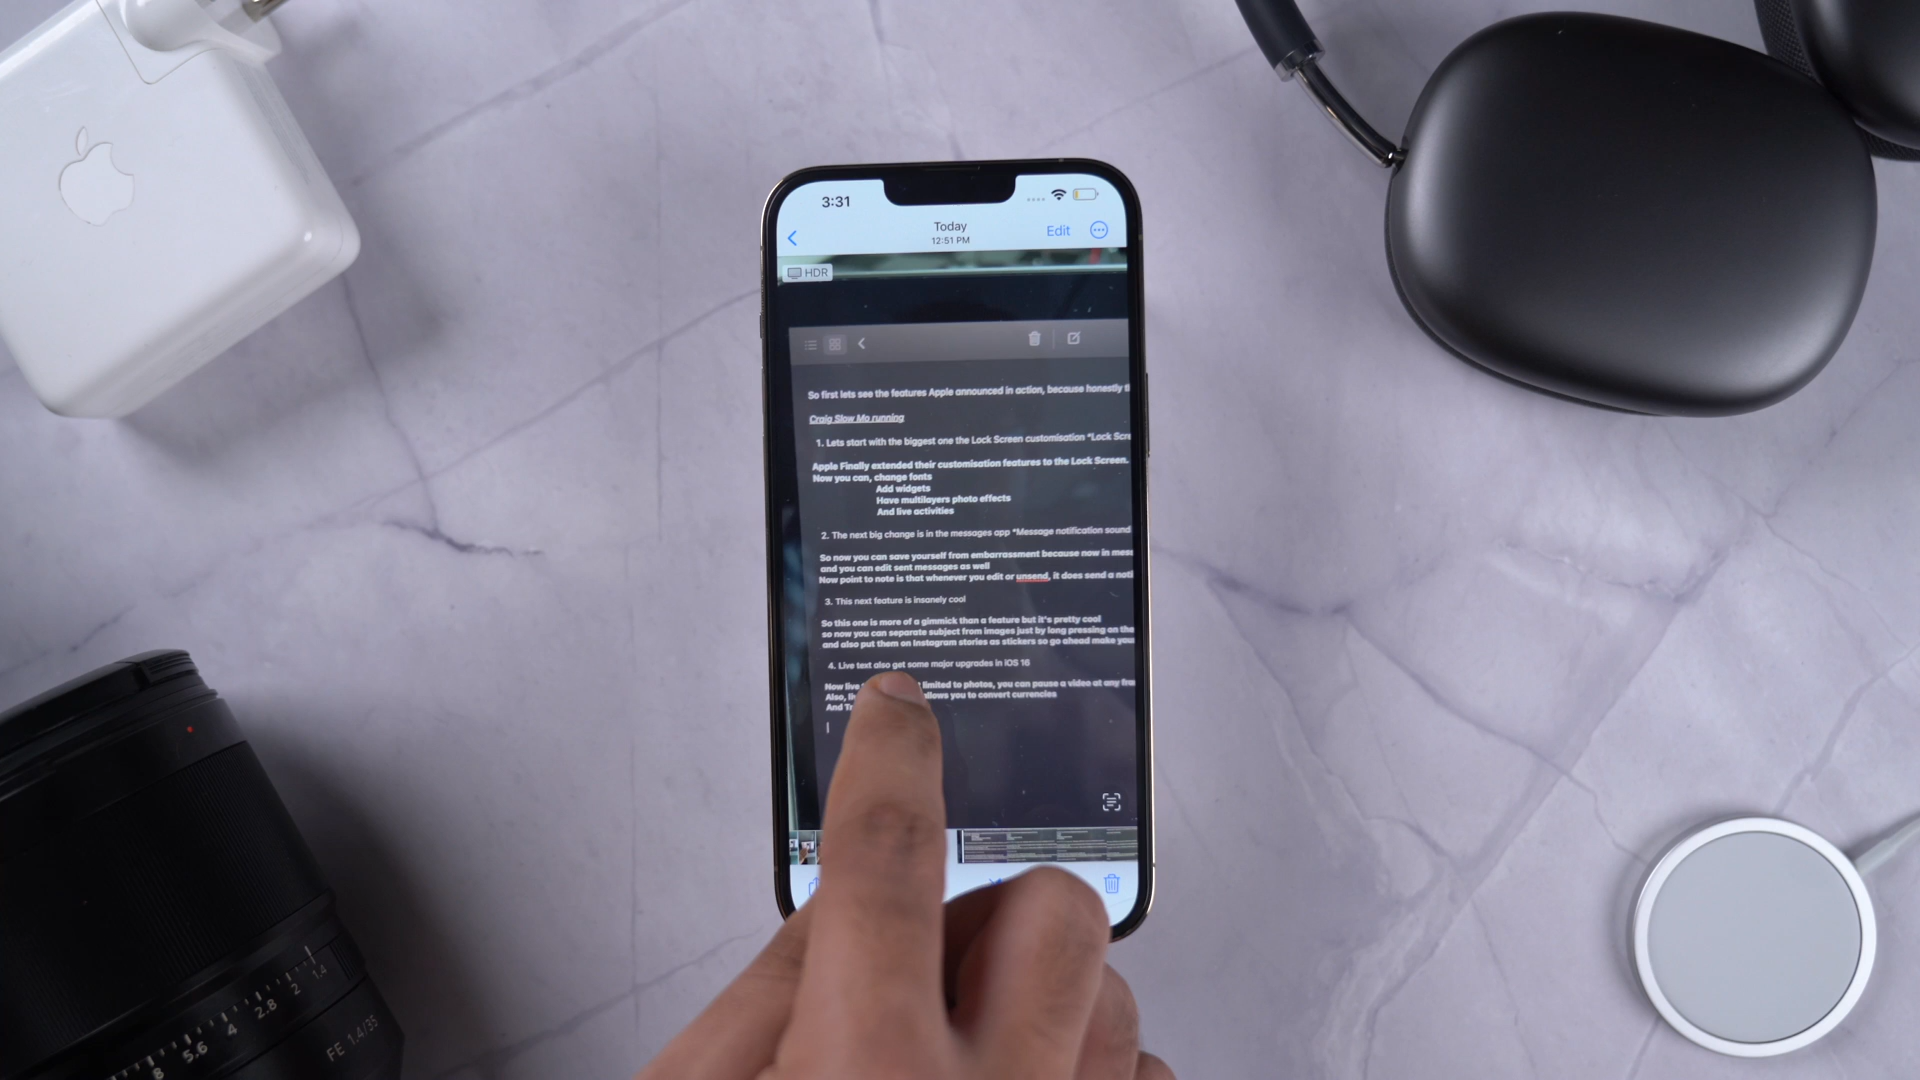 3:31
Today
12:51 PM
Edit
HDR
So first lets see the features Apple announced in action, because honestly
Craig Slow Mo running
1. Lets start with the biggest one the Lock Screen customisation "Lock
Apple Finally extended their customisation features to the Lock Screen.
Now you can, change fonts
Add widgets
Have multilayers photo effects
And live activities
2. The next big change is in the messages app "Message notification sound
So now you can save yourself from embarrassment because now in
and you can edit sent messages as well
Now point to note is that whenever you edit or unsend, it does send a
3. This next feature is insanely cool
So this one is more of a gimmick than a feature but it's pretty cool
so now you can separate subject from images just by long pressing on the
and also put them on Instagram stories as stickers so go ahead make
4. Live text also get some major upgrades in iOS 16
Now live limited to photos, you can pause a video at any
Also, allows you to convert currencies
And
1.4
2
2.8
4
5.6
8
FE 1.4/35